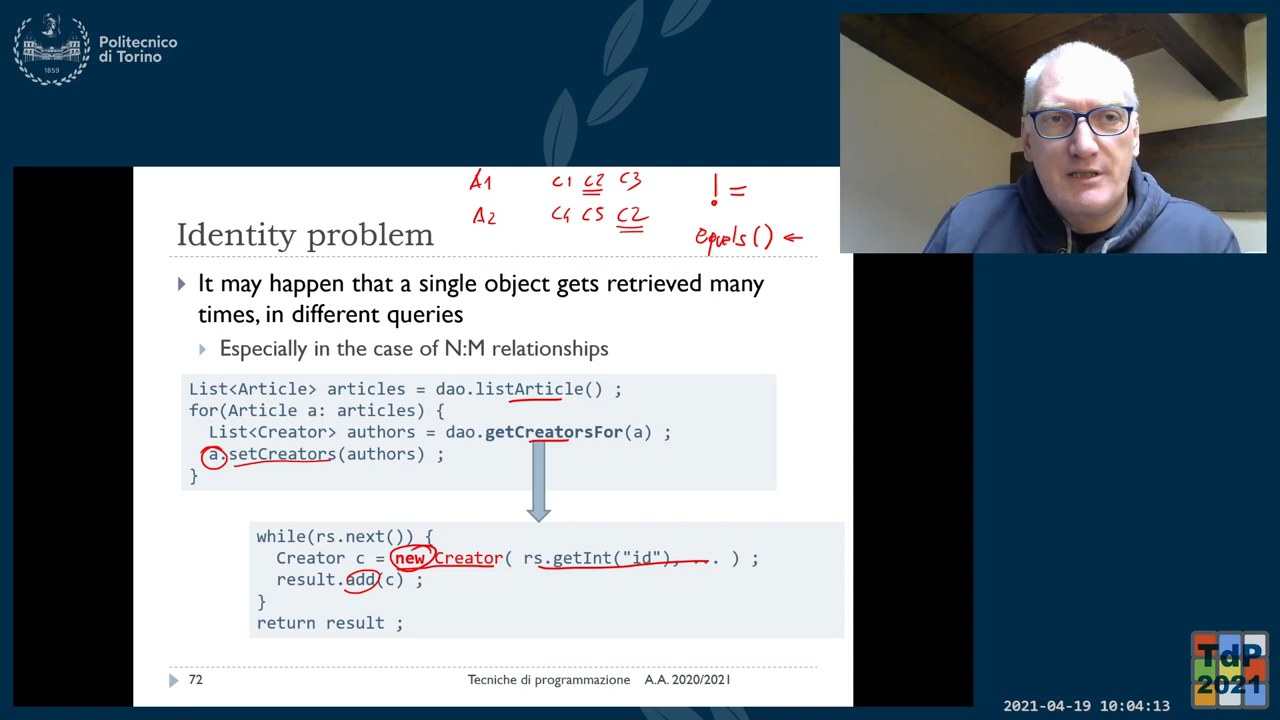 Politecnico
di Torino
1859
A1 C1 C2 C3 ! =
A2 C4 C5 C2
equals() ←
Identity problem
It may happen that a single object gets retrieved many
times, in different queries
Especially in the case of N:M relationships
List<Article> articles = dao.listArticle() ;
for(Article a: articles) {
List<Creator> authors = dao.getCreatorsFor(a) ;
a.setCreators(authors) ;
}
while(rs.next()) {
Creator c = new Creator( rs.getInt("id"), ... ) ;
result.add(c) ;
}
return result ;
72 Tecniche di programmazione A.A. 2020/2021
TdP
2021
2021-04-19 10:04:13